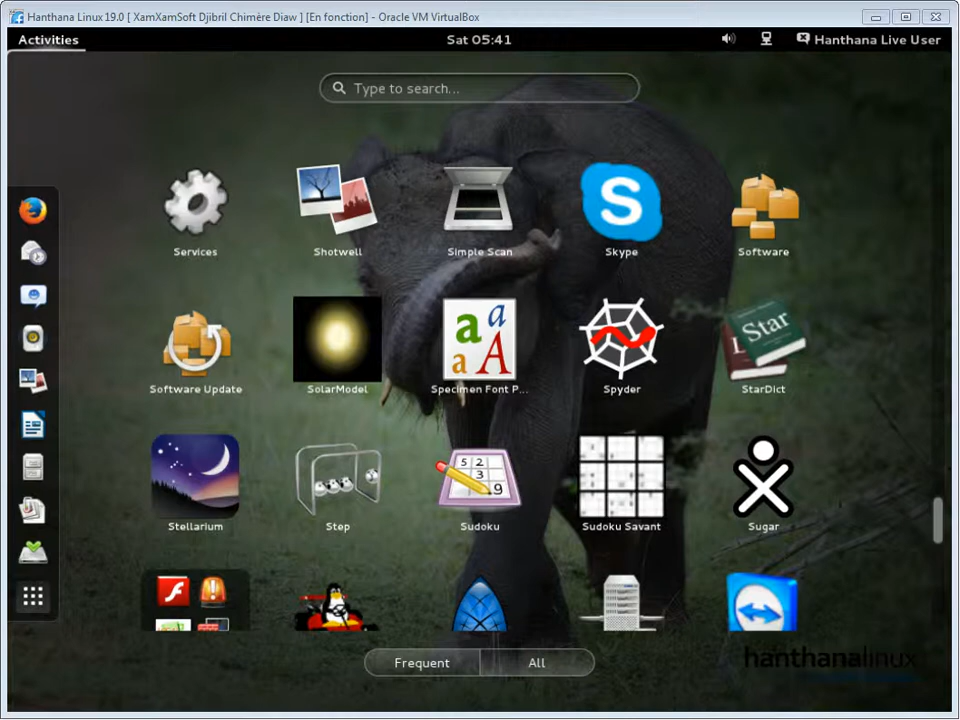 Hanthana Linux 19.0 [ XamXamSoft Djibril Chimère Diaw ] [En fonction] - Oracle VM VirtualBox
Activities
Sat 05:41
Hanthana Live User
Type to search...
Services
Shotwell
Simple Scan
Skype
Software
Software Update
SolarModel
Specimen Font P...
Spyder
StarDict
Stellarium
Step
Sudoku
Sudoku Savant
Sugar
Frequent
All
hanthanalinux